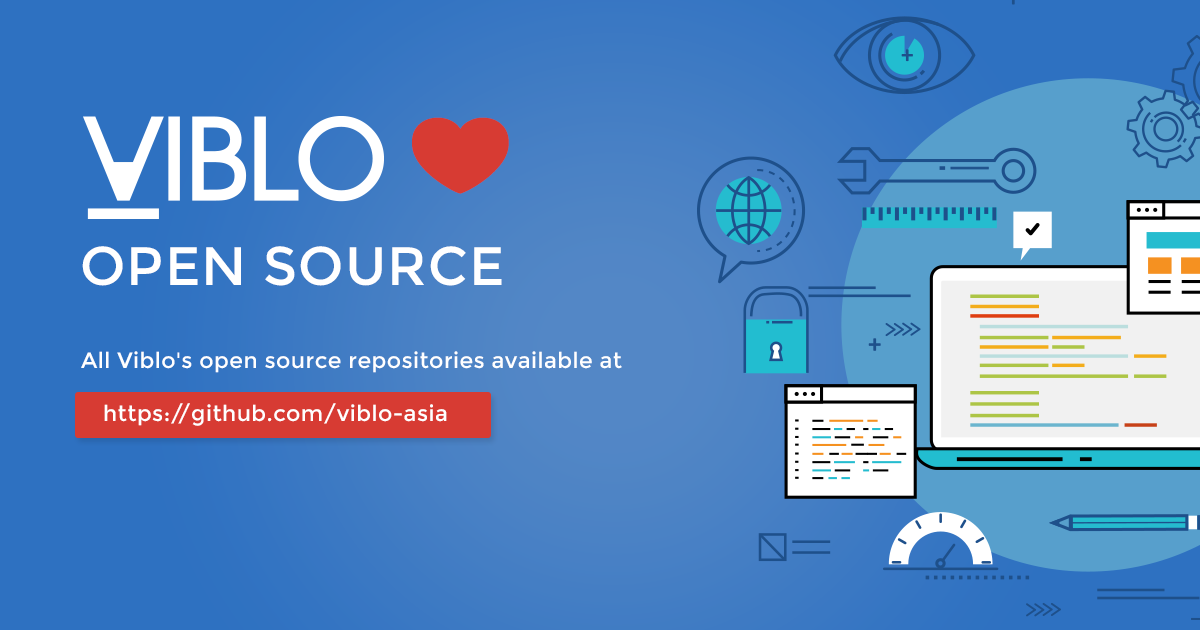 VIBLO
OPEN SOURCE
All Viblo's open source repositories available at
https://github.com/viblo-asia